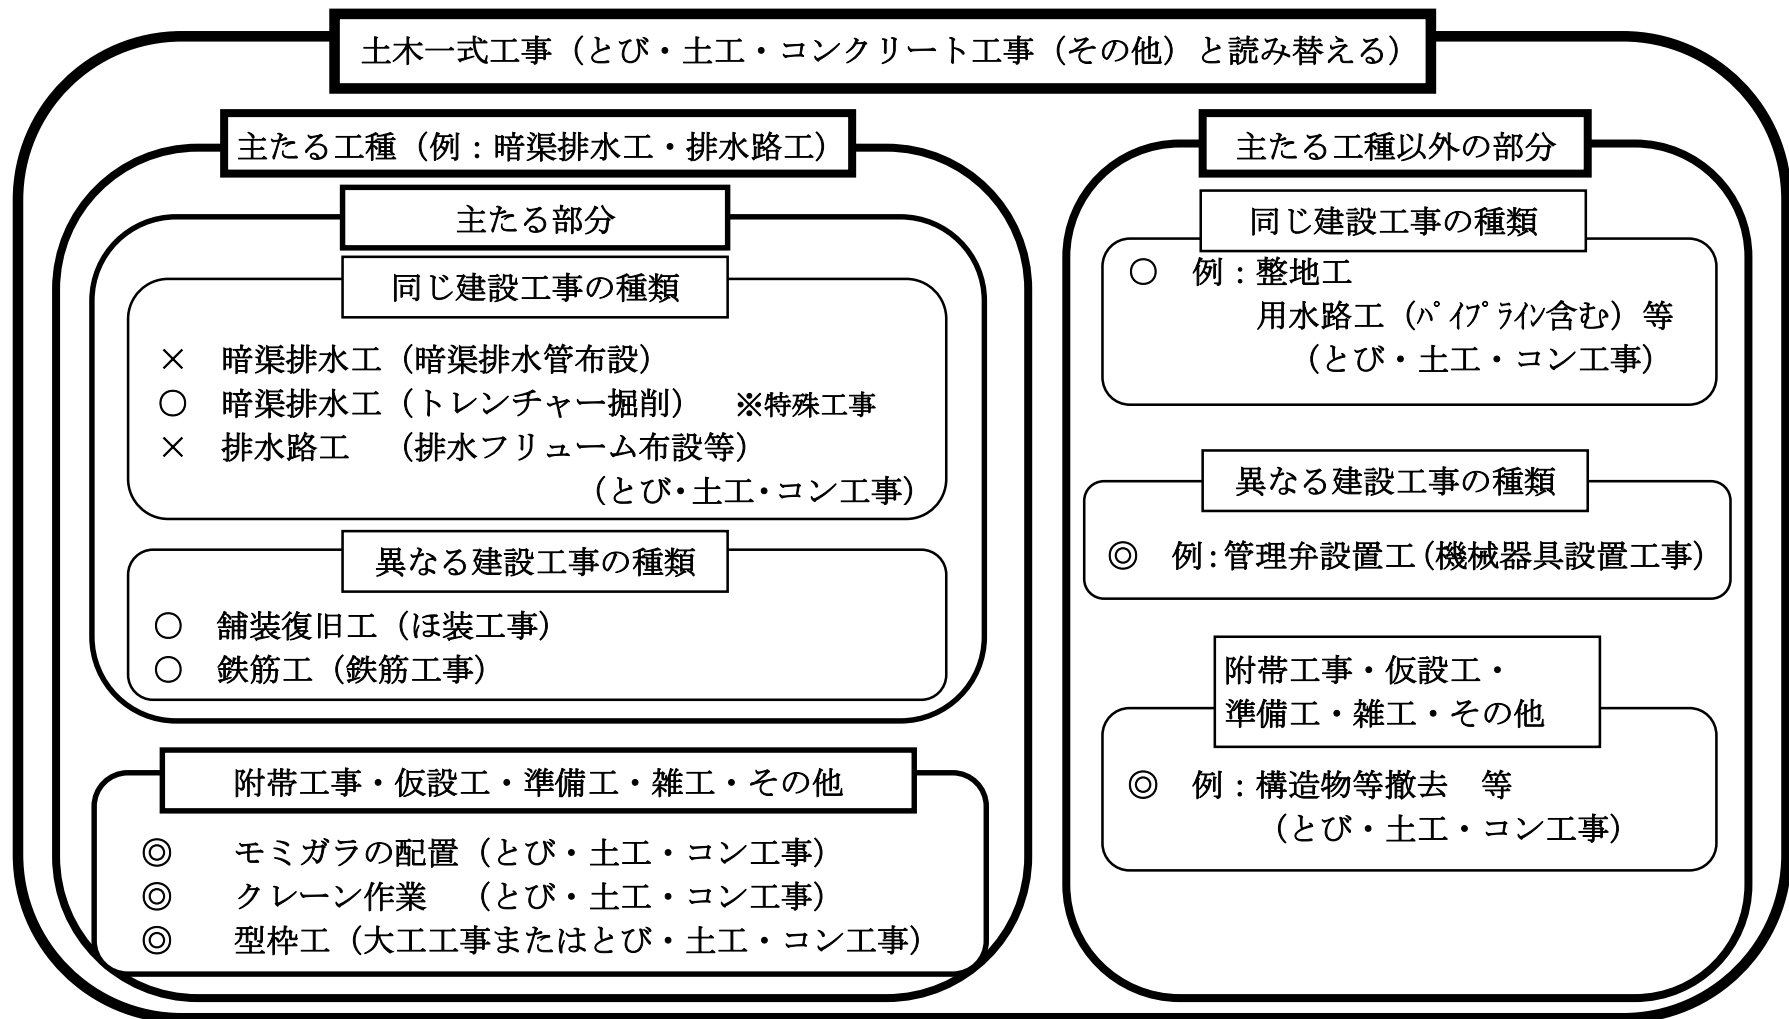 土木一式工事（とび・土工・コンクリート工事（その他）と読み替える）
主たる工種（例：暗渠排水工・排水路工）
主たる部分
同じ建設工事の種類
× 暗渠排水工（暗渠排水管布設）
○ 暗渠排水工（トレンチャー掘削） ※特殊工事
× 排水路工 （排水フリューム布設等）
（とび・土工・コン工事）
異なる建設工事の種類
○ 舗装復旧工（ほ装工事）
○ 鉄筋工（鉄筋工事）
附帯工事・仮設工・準備工・雑工・その他
◎ モミガラの配置（とび・土工・コン工事）
◎ クレーン作業 （とび・土工・コン工事）
◎ 型枠工（大工工事またはとび・土工・コン工事）
主たる工種以外の部分
同じ建設工事の種類
○ 例：整地工
用水路工（ﾊﾟｲﾌﾟﾗｲﾝ含む）等
（とび・土工・コン工事）
異なる建設工事の種類
◎ 例：管理弁設置工（機械器具設置工事）
附帯工事・仮設工・
準備工・雑工・その他
◎ 例：構造物等撤去 等
（とび・土工・コン工事）